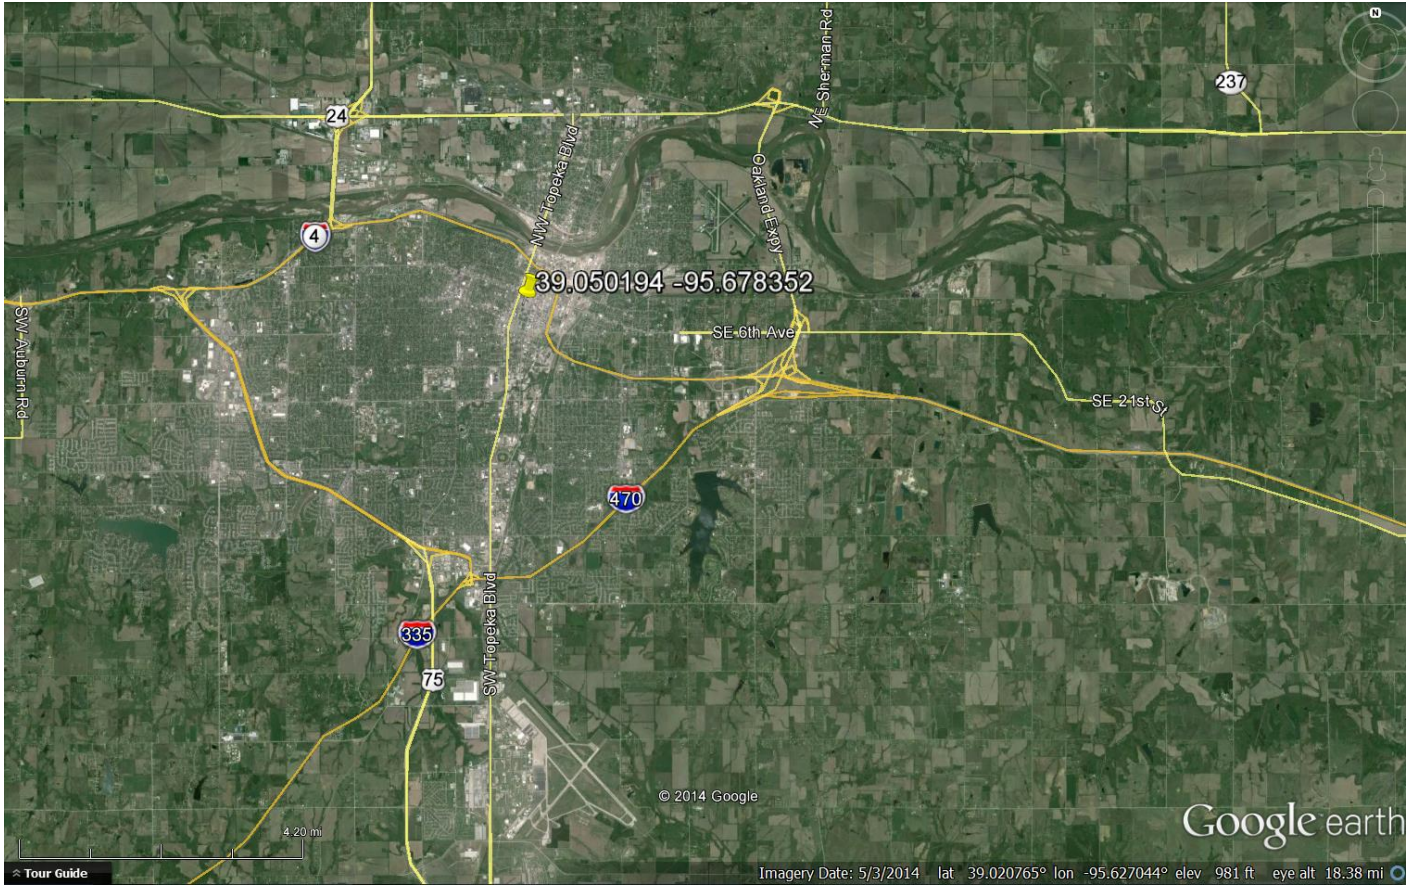 N
NE Sherman Rd
237
24
NW Topeka Blvd
Oakland Expy
4
39.050194 -95.678352
SE 6th Ave
SW Auburn Rd
SE 21st St
470
SW Topeka Blvd
335
75
© 2014 Google
Google earth
4.20 mi
Tour Guide
Imagery Date: 5/3/2014 lat 39.020765° lon -95.627044° elev 981 ft eye alt 18.38 mi